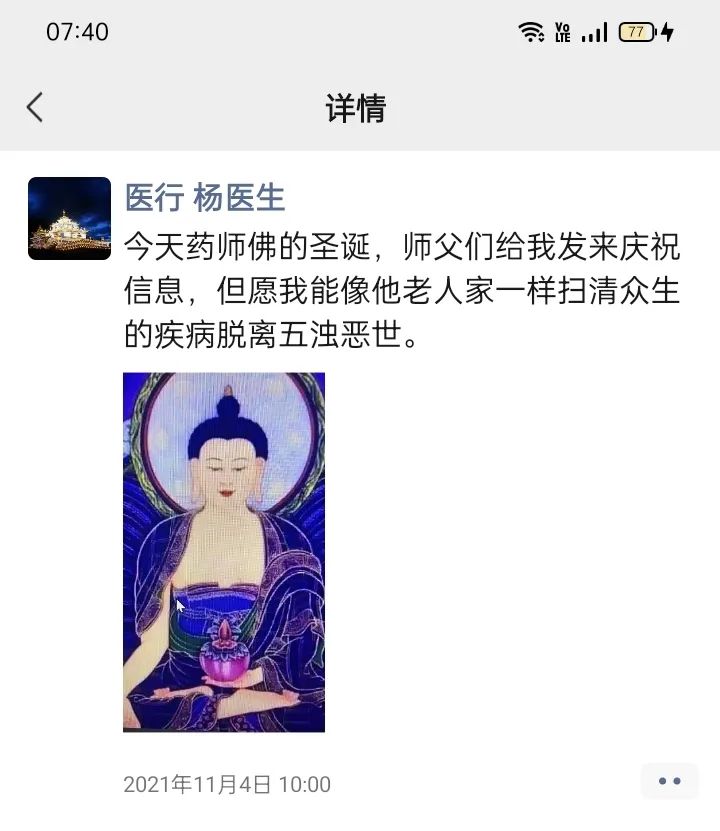 07:40
VoLTE
77
详情
医行 杨医生
今天药师佛的圣诞，师父们给我发来庆祝
信息，但愿我能像他老人家一样扫清众生
的疾病脱离五浊恶世。
2021年11月4日 10:00